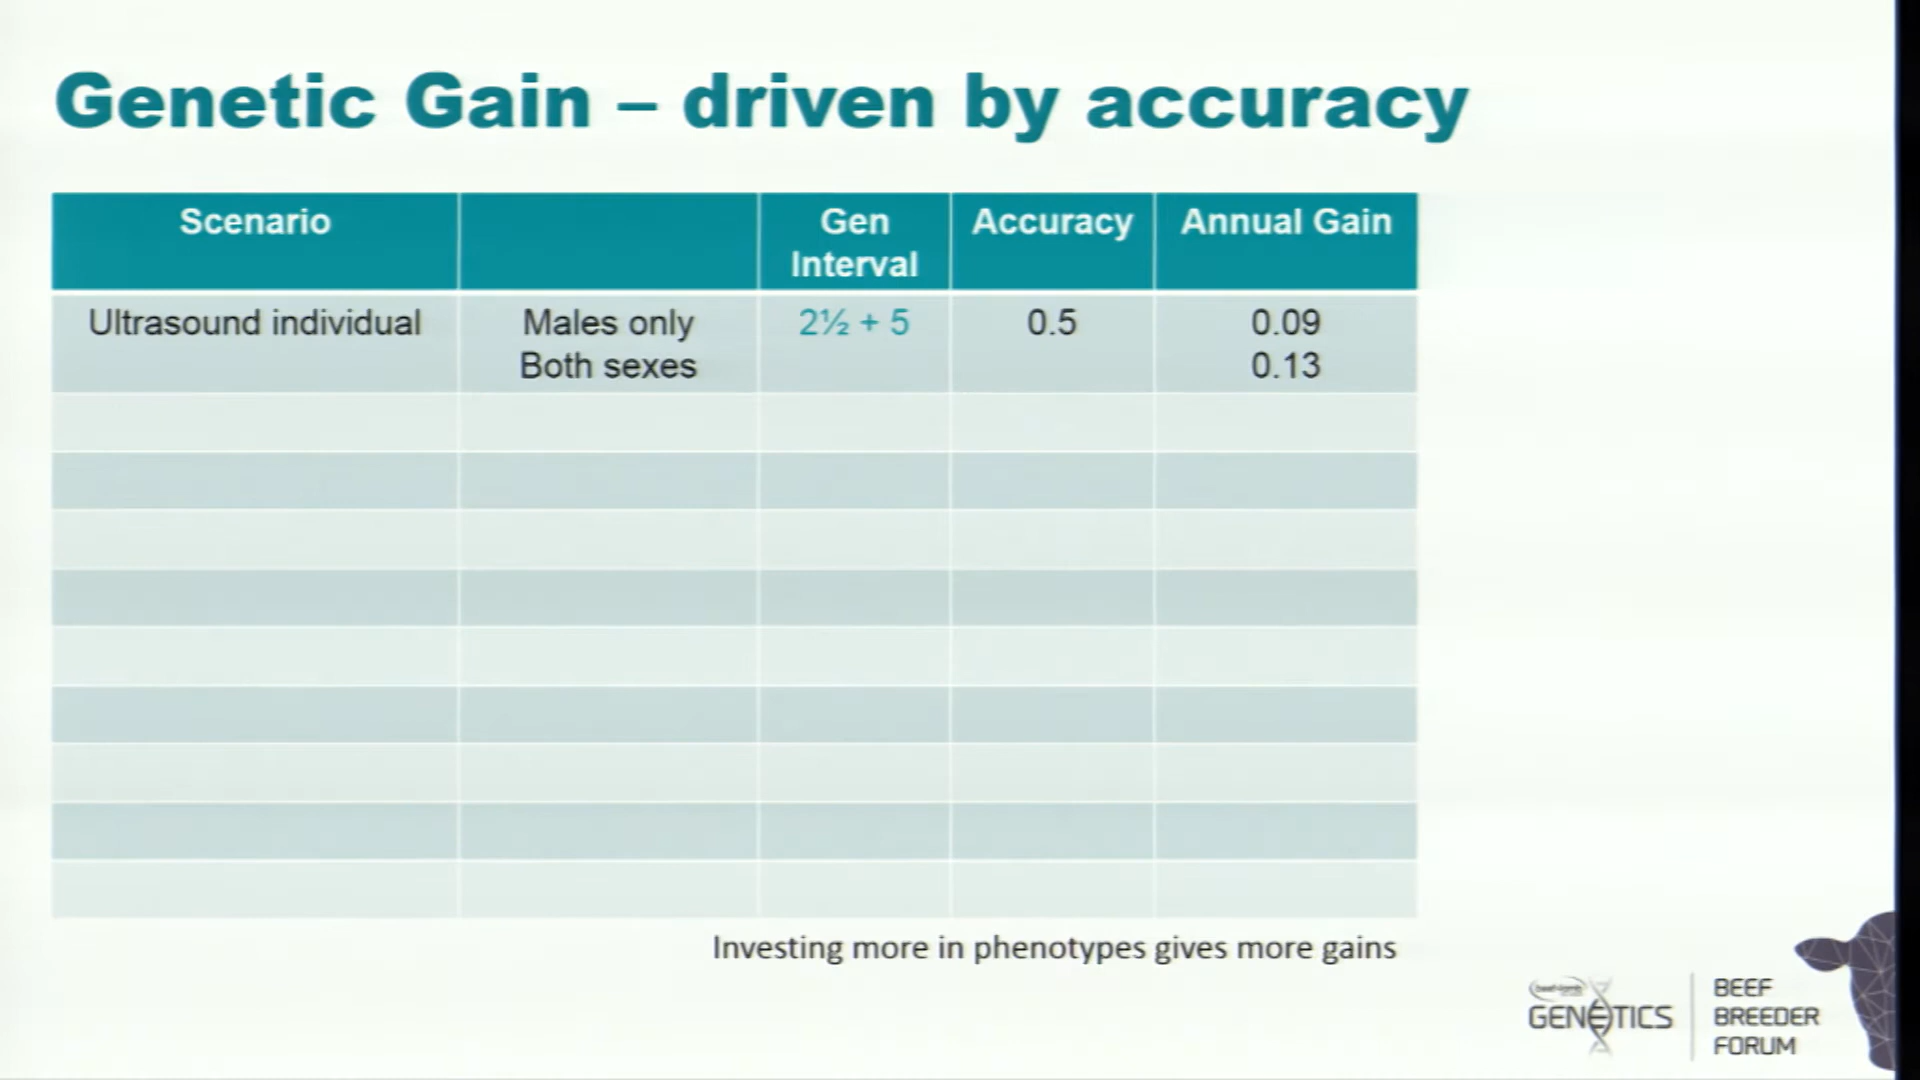 Genetic Gain – driven by accuracy
Scenario
Gen Interval
Accuracy
Annual Gain
Ultrasound individual
Males only
2½ + 5
0.5
0.09
Both sexes
0.13
Investing more in phenotypes gives more gains
GENETICS
BEEF
BREEDER
FORUM